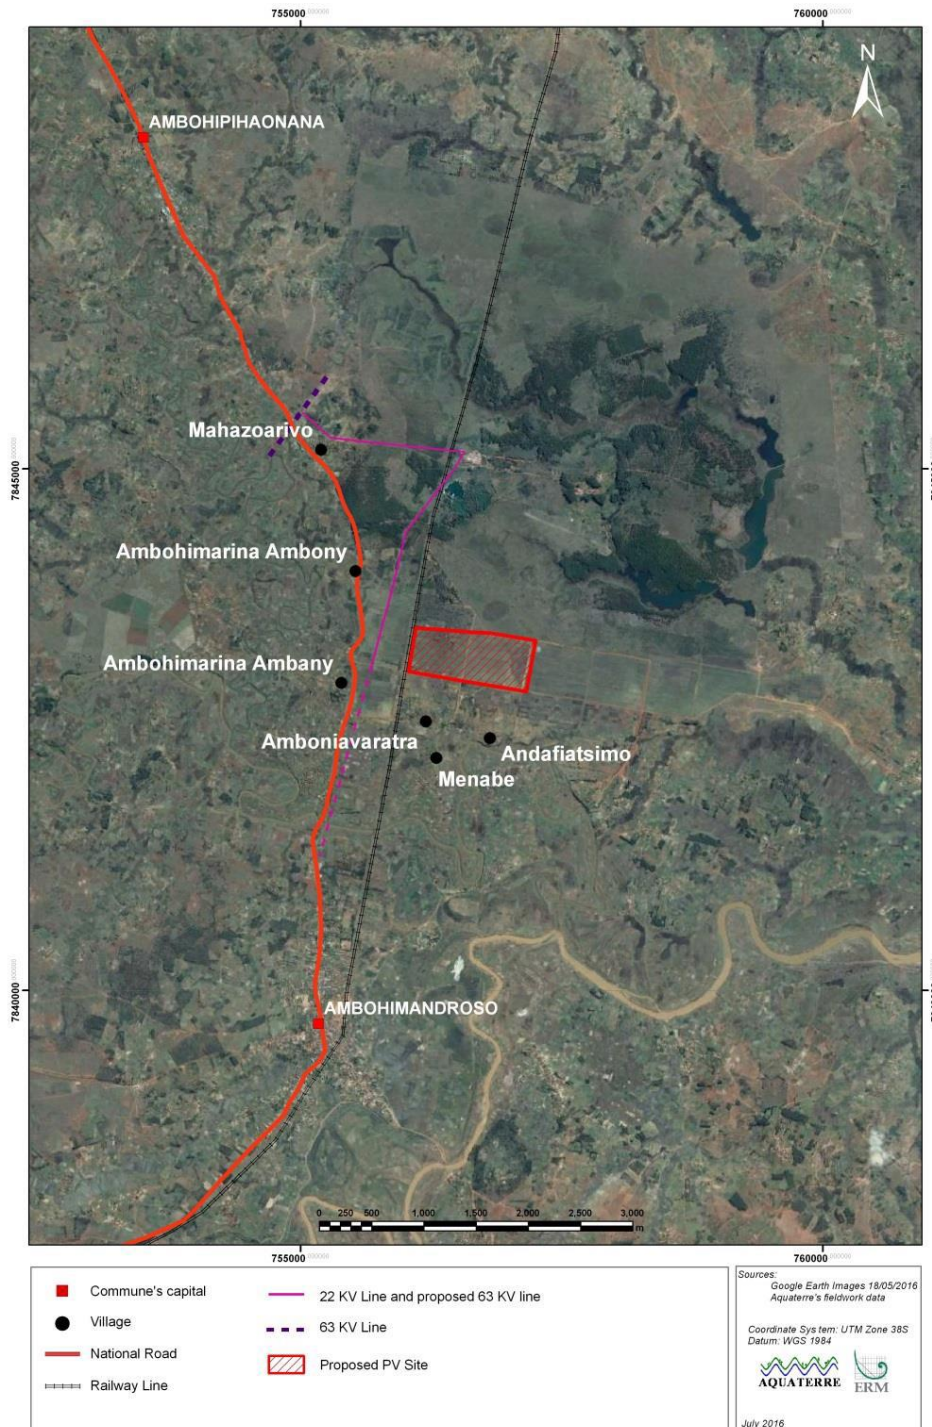 755000
760000
N
AMBOHIPIHAONANA
Mahazoarivo
7845000
Ambohimarina Ambony
Ambohimarina Ambany
Amboniavaratra
Andafiatsimo
Menabe
7840000
AMBOHIMANDROSO
0 250 500 1,000 1,500 2,000 2,500 3,000
m
755000
760000
Commune's capital
Village
National Road
Railway Line
22 KV Line and proposed 63 KV line
63 KV Line
Proposed PV Site
Sources:
Google Earth Images 18/05/2016
Aquaterre's fieldwork data
Coordinate System: UTM Zone 38S
Datum: WGS 1984
AQUATERRE
ERM
July 2016